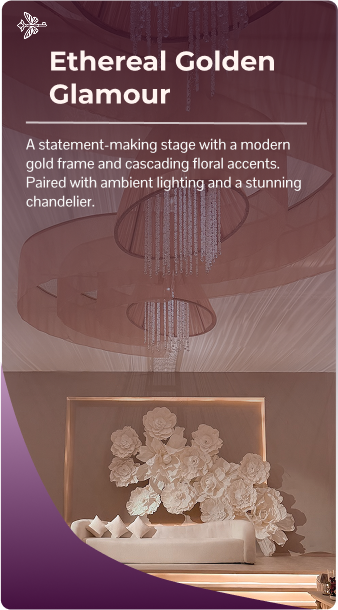 Ethereal Golden
Glamour
A statement-making stage with a modern
gold frame and cascading floral accents.
Paired with ambient lighting and a stunning
chandelier.